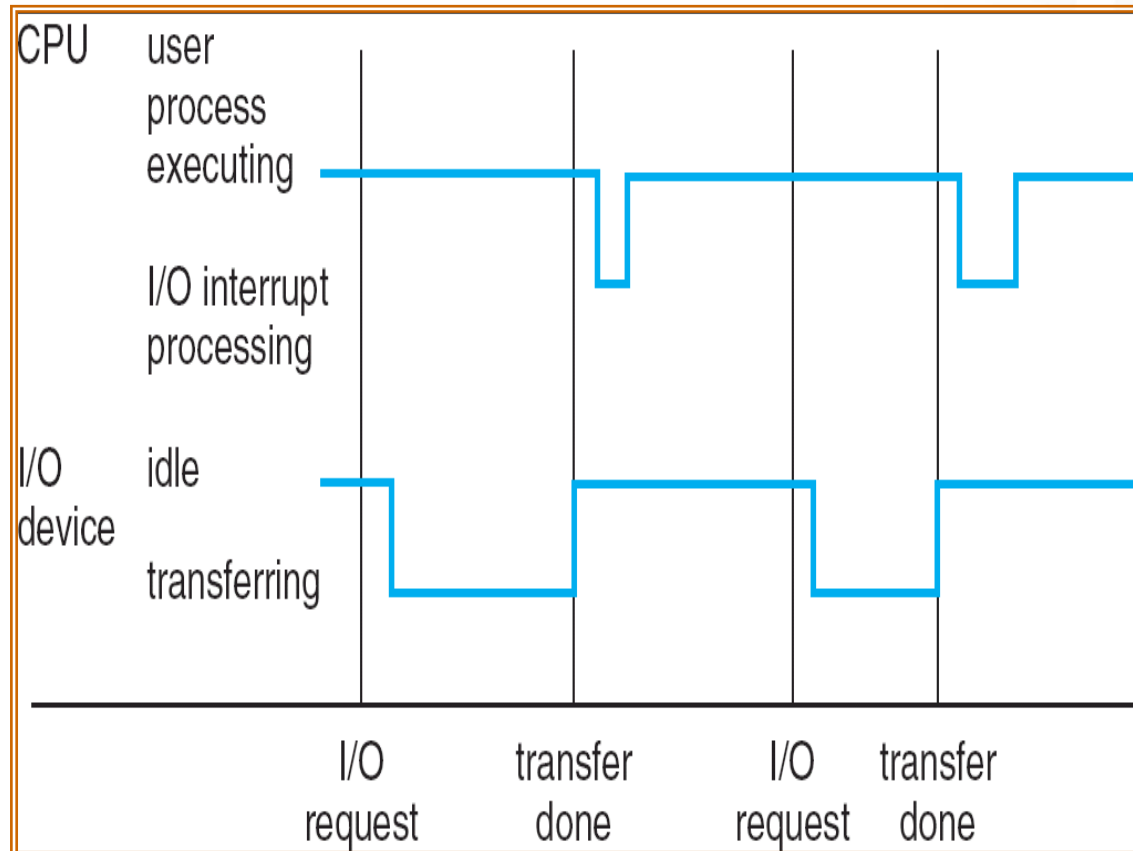 CPU user
process
executing
I/O interrupt
processing
I/O idle
device
transferring
I/O transfer I/O transfer
request done request done